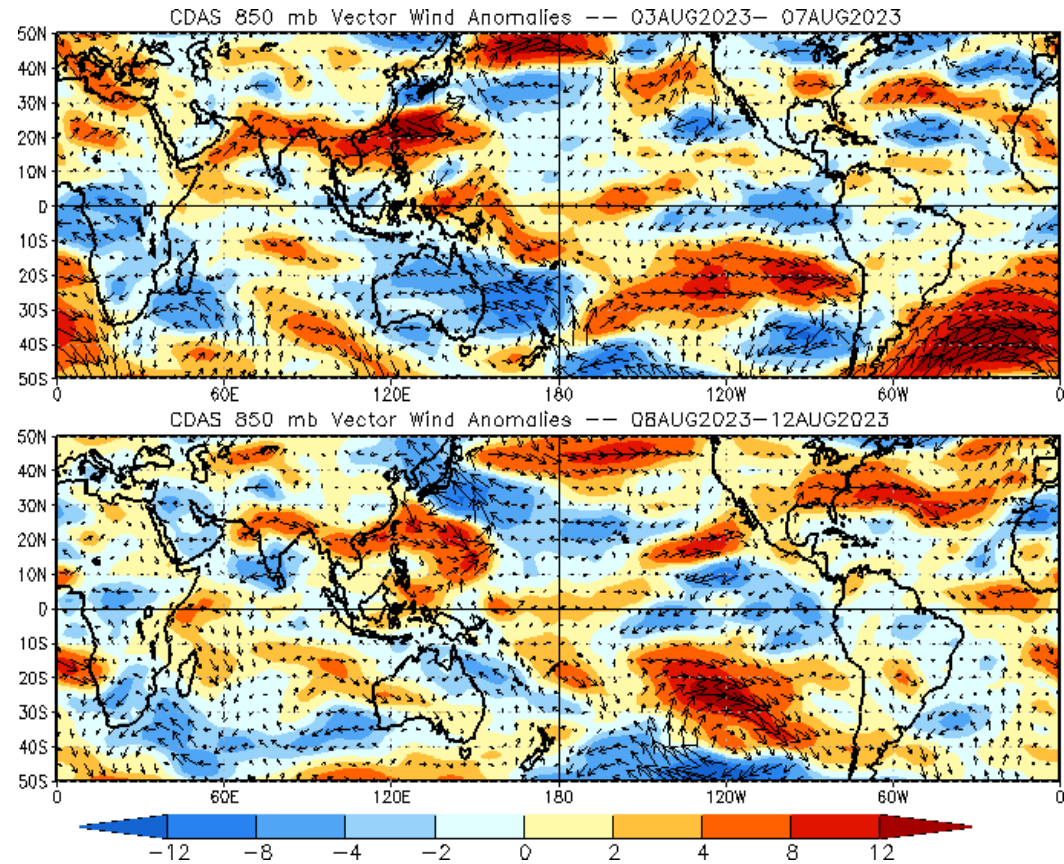 CDAS 850 mb Vector Wind Anomalies -- 03AUG2023- 07AUG2023
50N
40N
30N
20N
10N
0
10S
20S
30S
40S
50S
0 60E 120E 180 120W 60W 0
CDAS 850 mb Vector Wind Anomalies -- 08AUG2023-12AUG2023
50N
40N
30N
20N
10N
0
10S
20S
30S
40S
50S
0 60E 120E 180 120W 60W 0
-12 -8 -4 -2 0 2 4 8 12